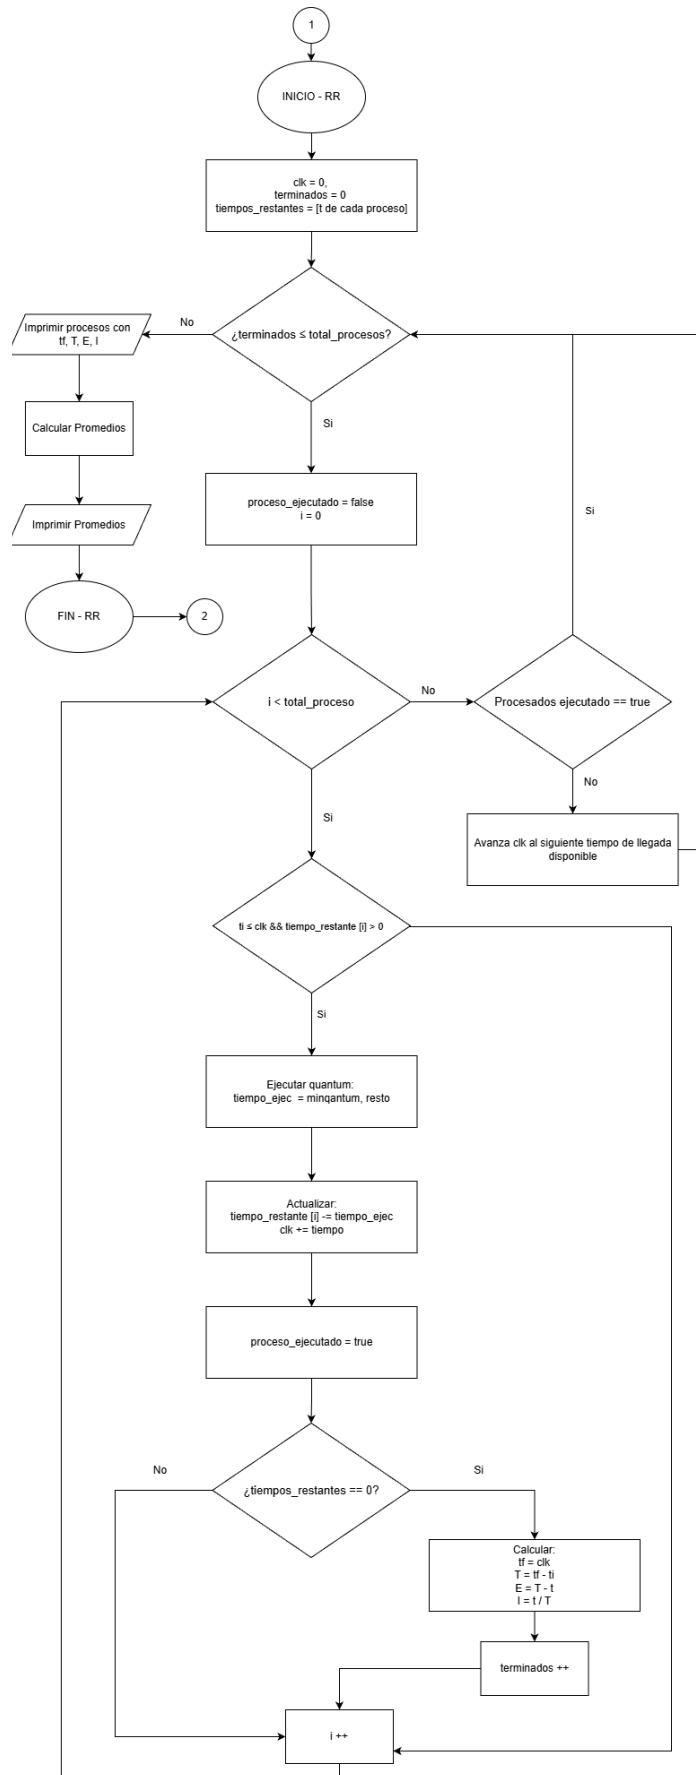 1
INICIO - RR
clk = 0,
terminados = 0
tiempos_restantes = [t de cada proceso]
¿terminados ≤ total_procesos?
No
Imprimir procesos con
tf, T, E, I
Calcular Promedios
Imprimir Promedios
FIN - RR
2
Si
proceso_ejecutado = false
i = 0
Si
i < total_proceso
No
Procesados ejecutado == true
No
Avanza clk al siguiente tiempo de llegada
disponible
Si
ti ≤ clk && tiempo_restante [i] > 0
Si
Ejecutar quantum:
tiempo_ejec = minqantum, resto
Actualizar:
tiempo_restante [i] -= tiempo_ejec
clk += tiempo
proceso_ejecutado = true
No
¿tiempos_restantes == 0?
Si
Calcular:
tf = clk
T = tf - ti
E = T - t
I = t / T
terminados ++
i ++